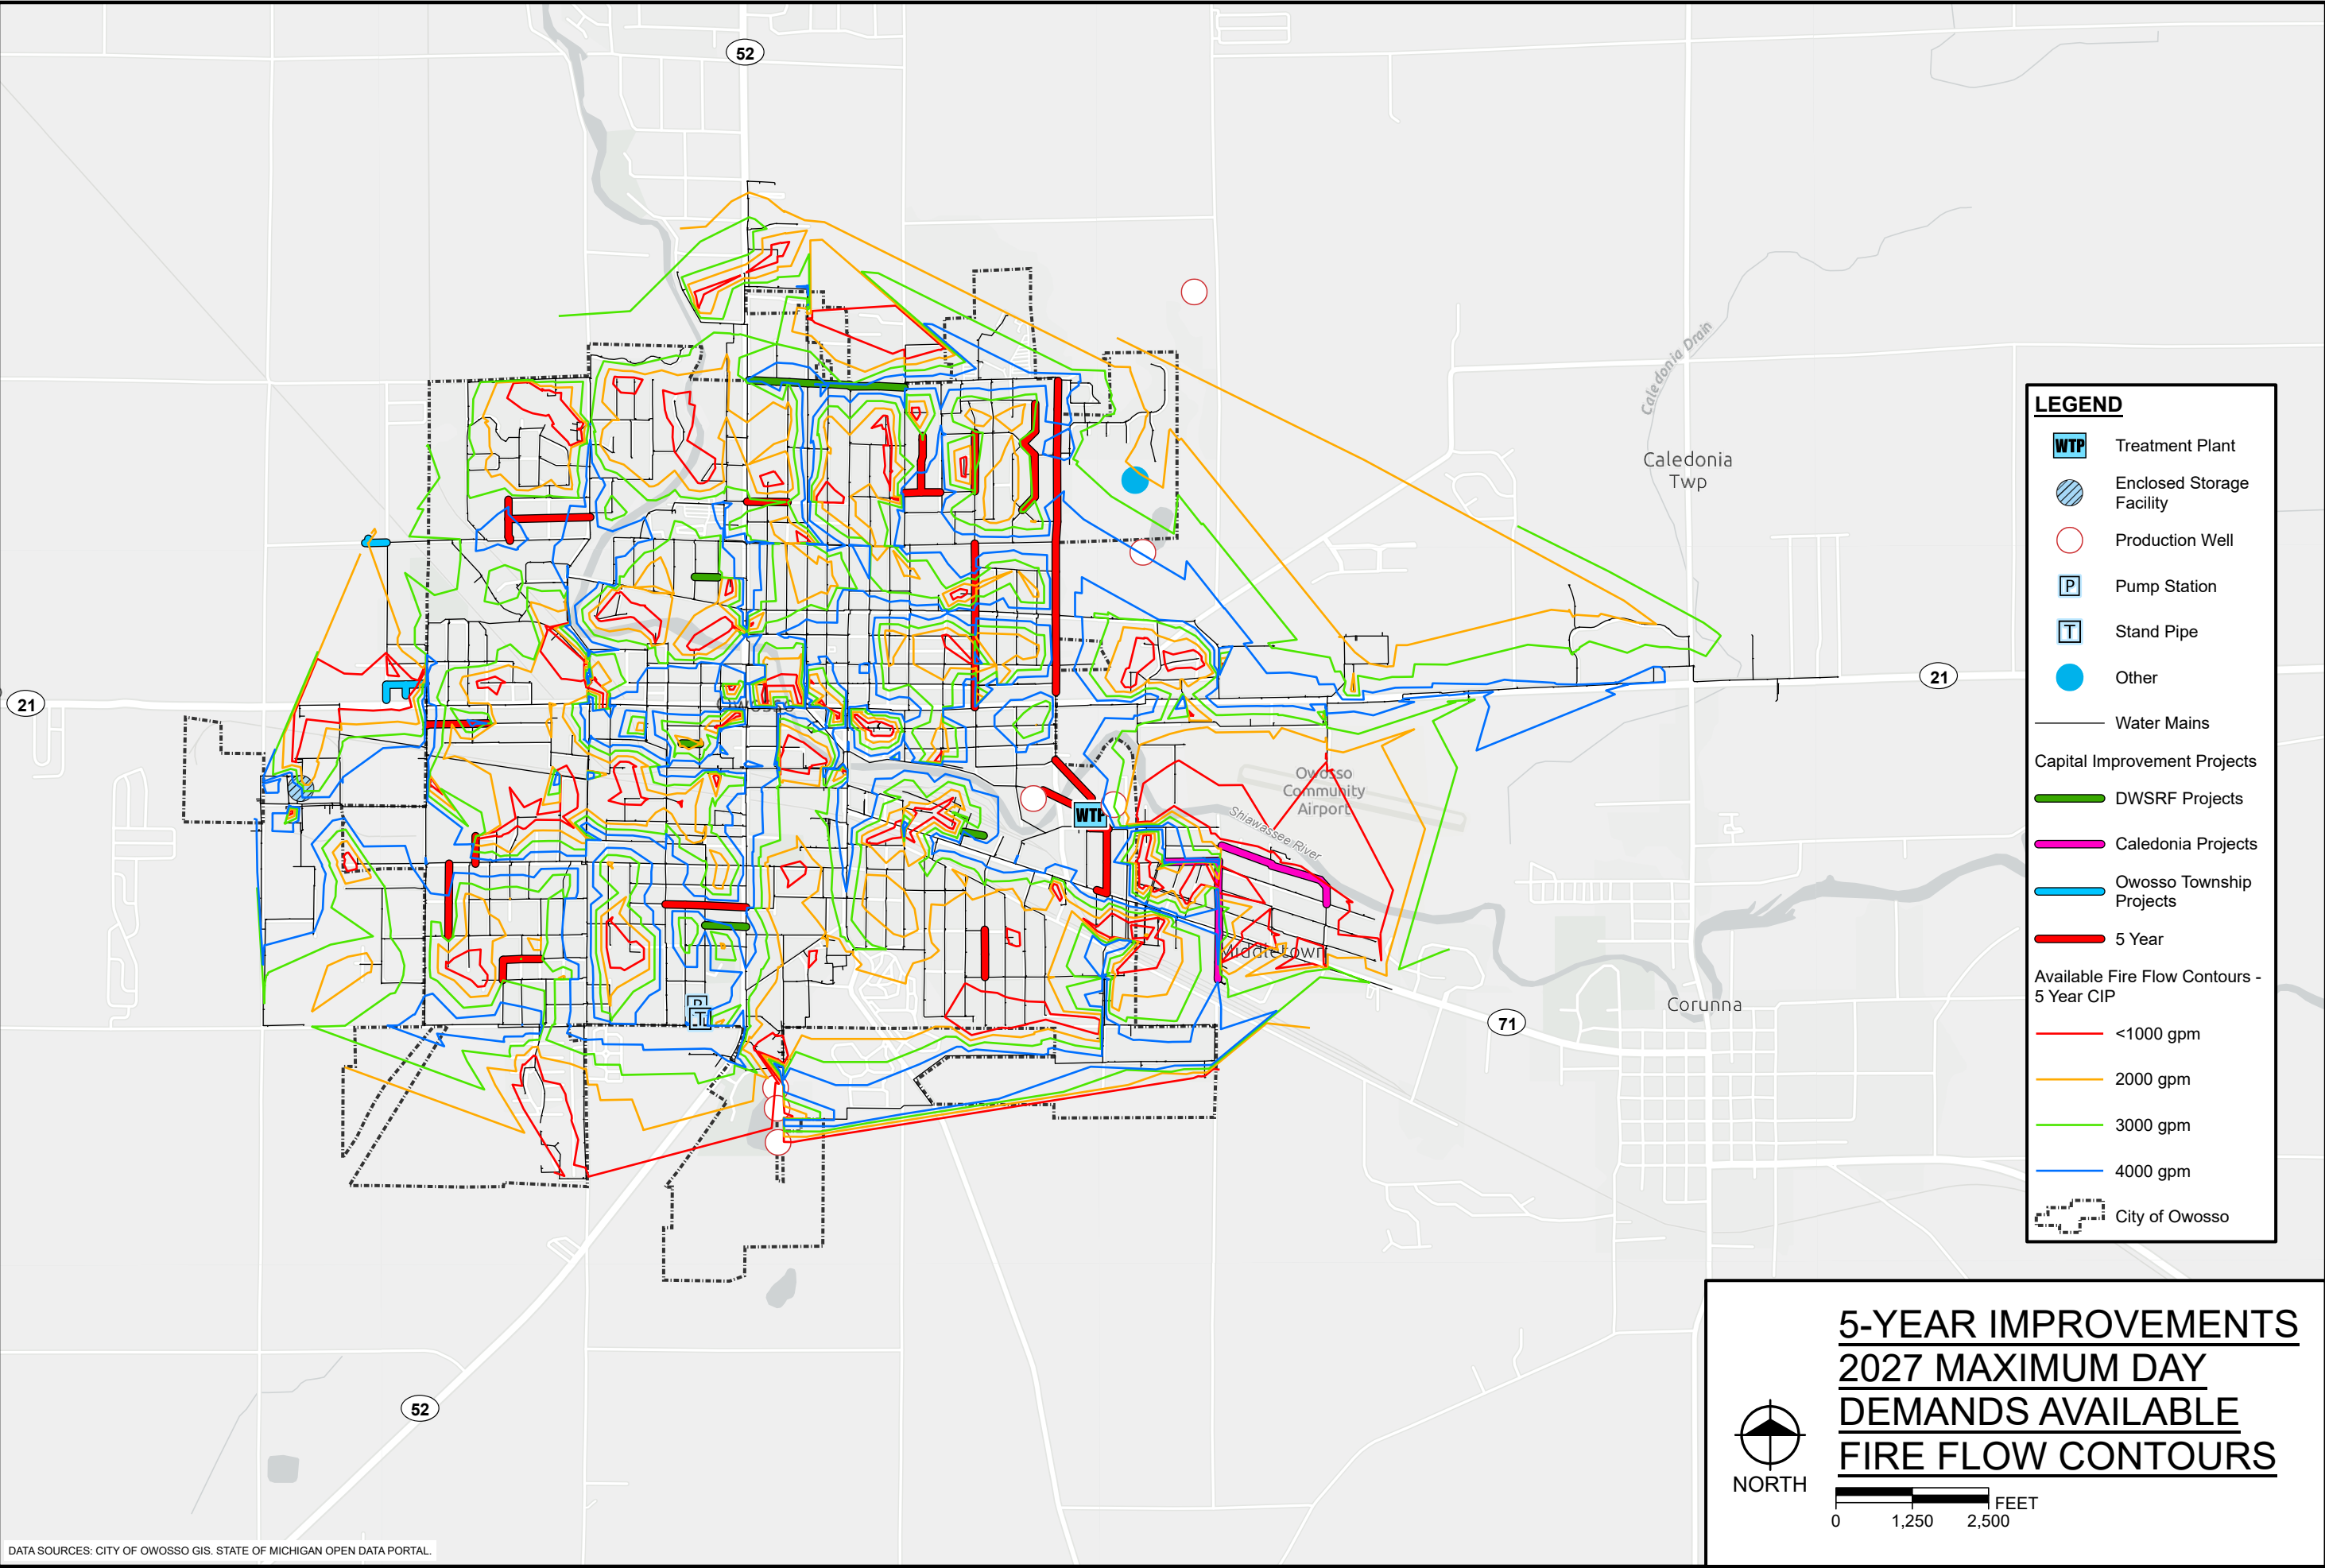 52
Caledonia Drain
Caledonia
Twp
21
21
Owosso
Community
Airport
Shiawassee River
WTP
Middletown
P
T
Corunna
71
52
LEGEND
WTP
Treatment Plant
Enclosed Storage
Facility
Production Well
P
Pump Station
T
Stand Pipe
Other
Water Mains
Capital Improvement Projects
DWSRF Projects
Caledonia Projects
Owosso Township
Projects
5 Year
Available Fire Flow Contours -
5 Year CIP
<1000 gpm
2000 gpm
3000 gpm
4000 gpm
City of Owosso
5-YEAR IMPROVEMENTS
2027 MAXIMUM DAY
DEMANDS AVAILABLE
FIRE FLOW CONTOURS
NORTH
FEET
0 1,250 2,500
DATA SOURCES: CITY OF OWOSSO GIS. STATE OF MICHIGAN OPEN DATA PORTAL.